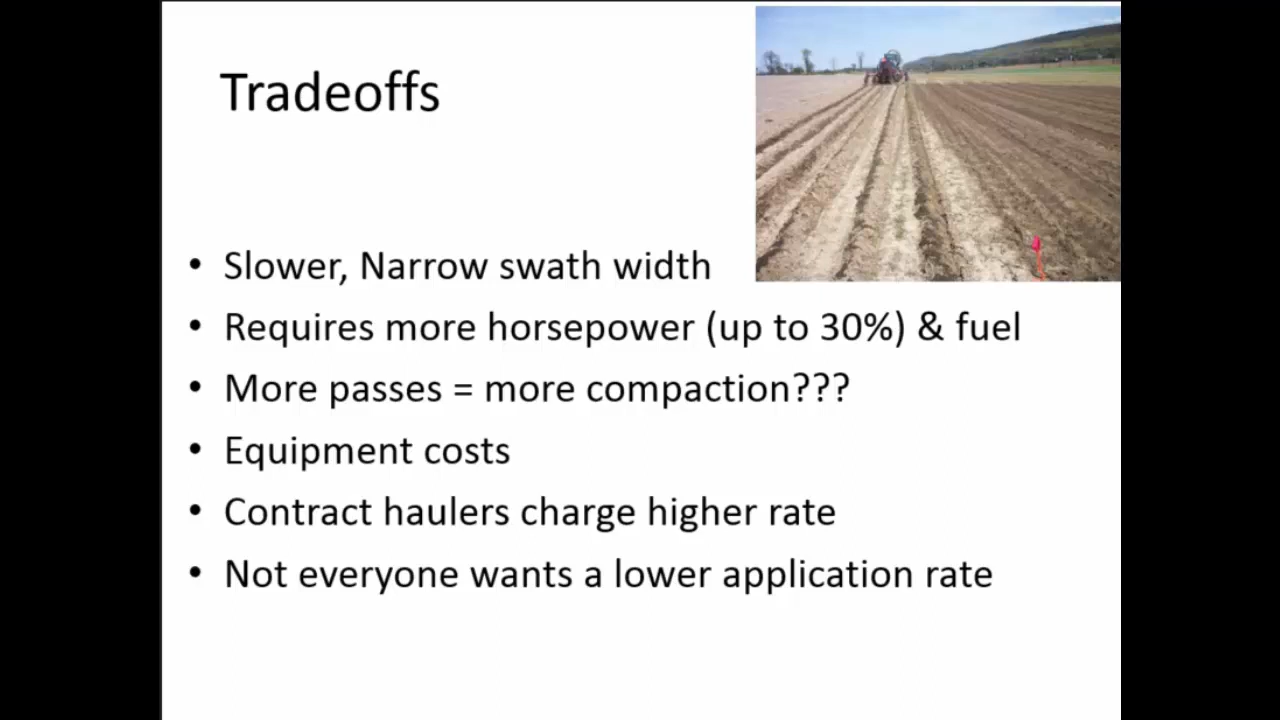 Tradeoffs
• Slower, Narrow swath width
• Requires more horsepower (up to 30%) & fuel
• More passes = more compaction???
• Equipment costs
• Contract haulers charge higher rate
• Not everyone wants a lower application rate